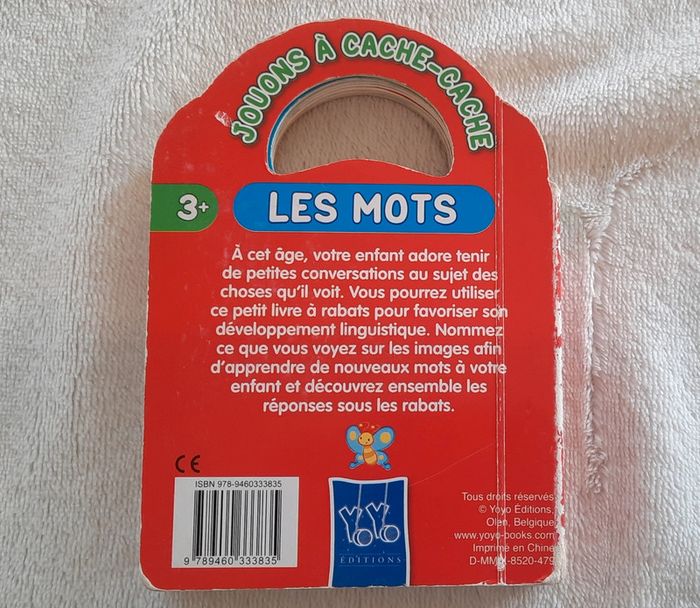 JOUONS À CACHE-CACHE
3+
LES MOTS
À cet âge, votre enfant adore tenir
de petites conversations au sujet des
choses qu'il voit. Vous pourrez utiliser
ce petit livre à rabats pour favoriser son
développement linguistique. Nommez
ce que vous voyez sur les images afin
d'apprendre de nouveaux mots à votre
enfant et découvrez ensemble les
réponses sous les rabats.
CE
ISBN 978-9460333835
9 789460 333835
YOYO
ÉDITIONS
Tous droits réservés
© Yoyo Éditions,
Olen, Belgique
www.yoyo-books.com
Imprimé en Chine